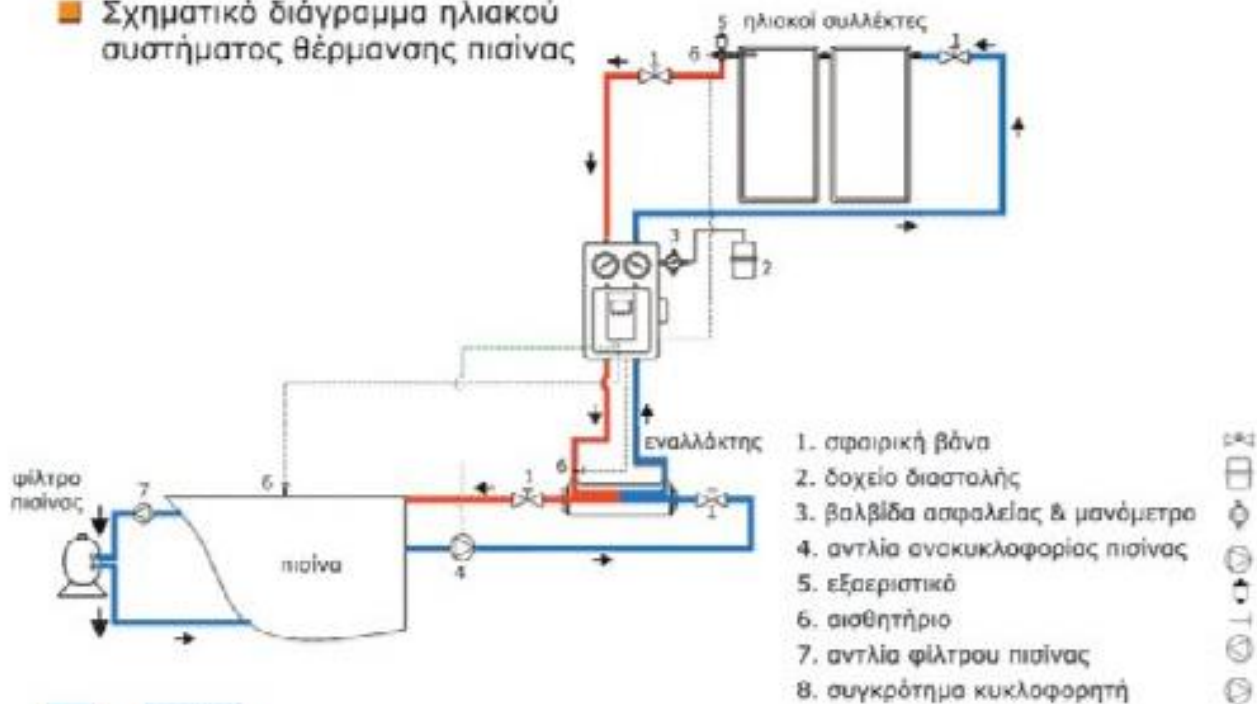 Σχηματικό διάγραμμα ηλιακού
συστήματος θέρμανσης πισίνας
5 ηλιακοί συλλέκτες
6
1
1
3
2
εναλλάκτης
6
1
1
φίλτρο
πισίνας
7
6
πισίνα
4
1. σφαιρική βάνα
2. δοχείο διαστολής
3. βαλβίδα ασφαλείας & μανόμετρο
4. αντλία ανακυκλοφορίας πισίνας
5. εξαεριστικό
6. αισθητήριο
7. αντλία φίλτρου πισίνας
8. συγκρότημα κυκλοφορητή